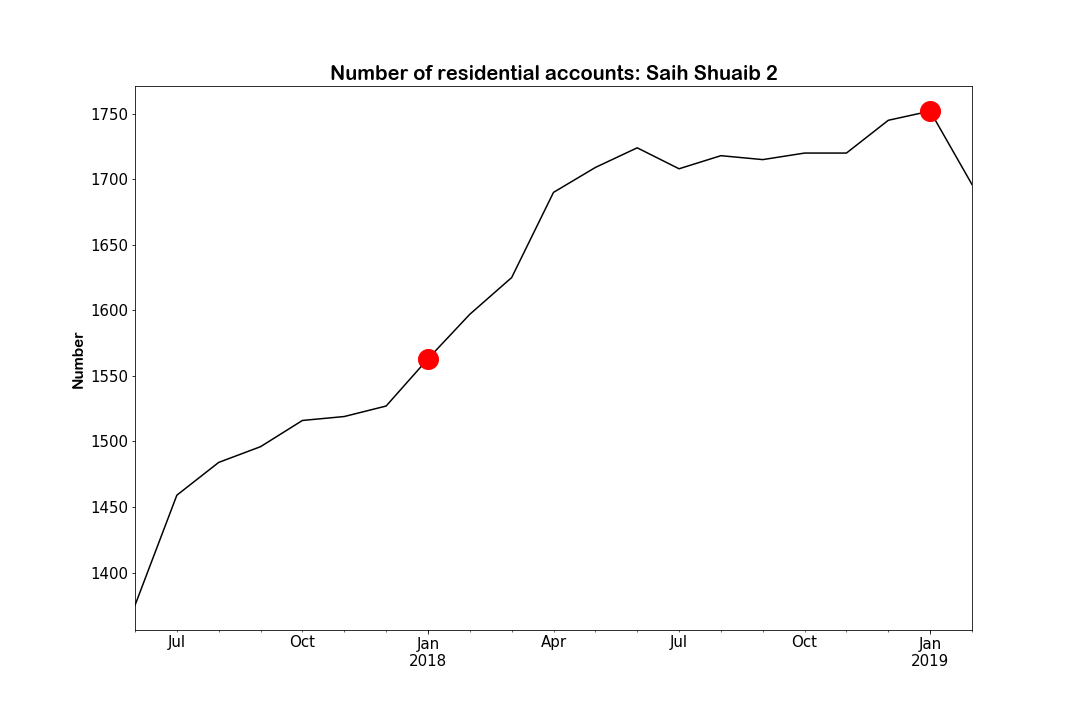 Number of residential accounts: Saih Shuaib 2
Number
1750
1700
1650
1600
1550
1500
1450
1400
Jul
Oct
Jan
2018
Apr
Jul
Oct
Jan
2019